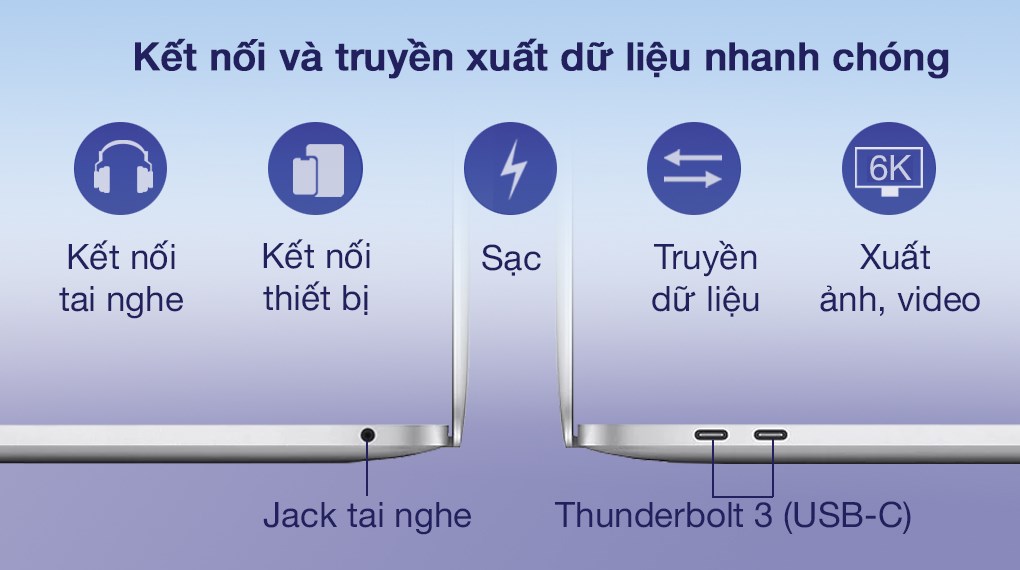 Kết nối và truyền xuất dữ liệu nhanh chóng
6K
Kết nối
tai nghe
Kết nối
thiết bị
Sạc
Truyền
dữ liệu
Xuất
ảnh, video
Jack tai nghe
Thunderbolt 3 (USB-C)